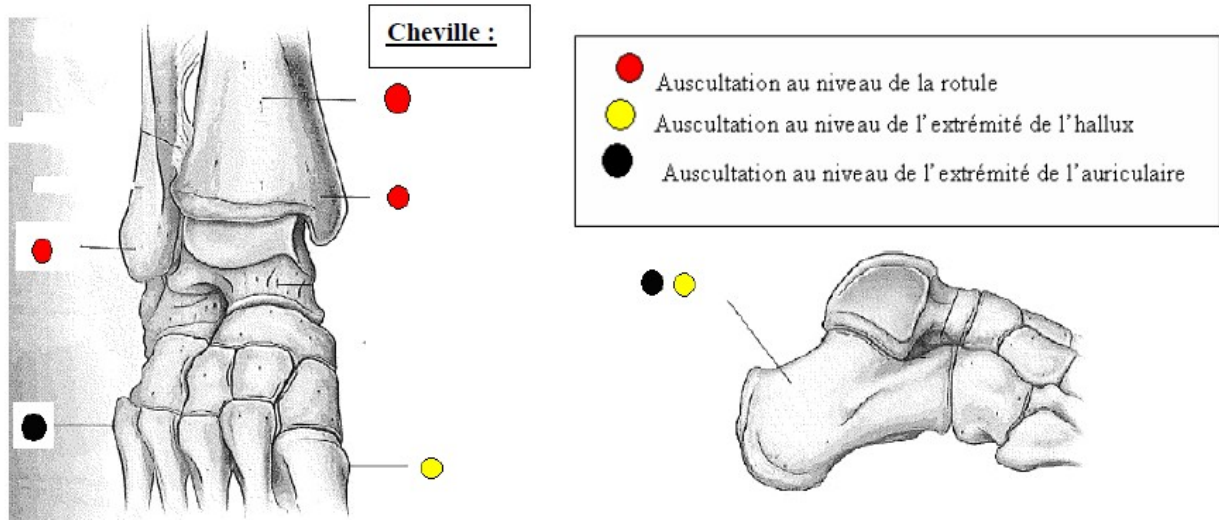 Cheville :
Auscultation au niveau de la rotule
Auscultation au niveau de l'extrémité de l'hallux
Auscultation au niveau de l'extrémité de l'auriculaire